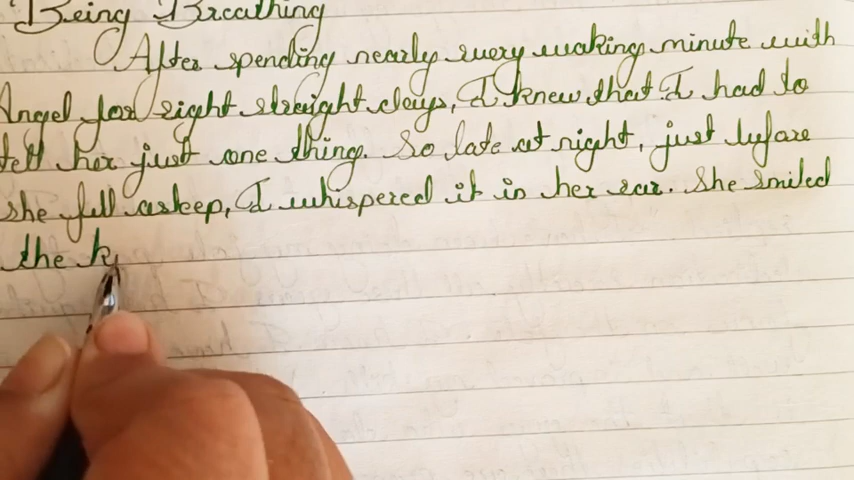 Being Breathing
After spending nearly every waking minute with
Angel for eight straight days, I knew that I had to
tell her just one thing. So late at night, just before
she fell asleep, I whispered it in her ear. She smiled
the k